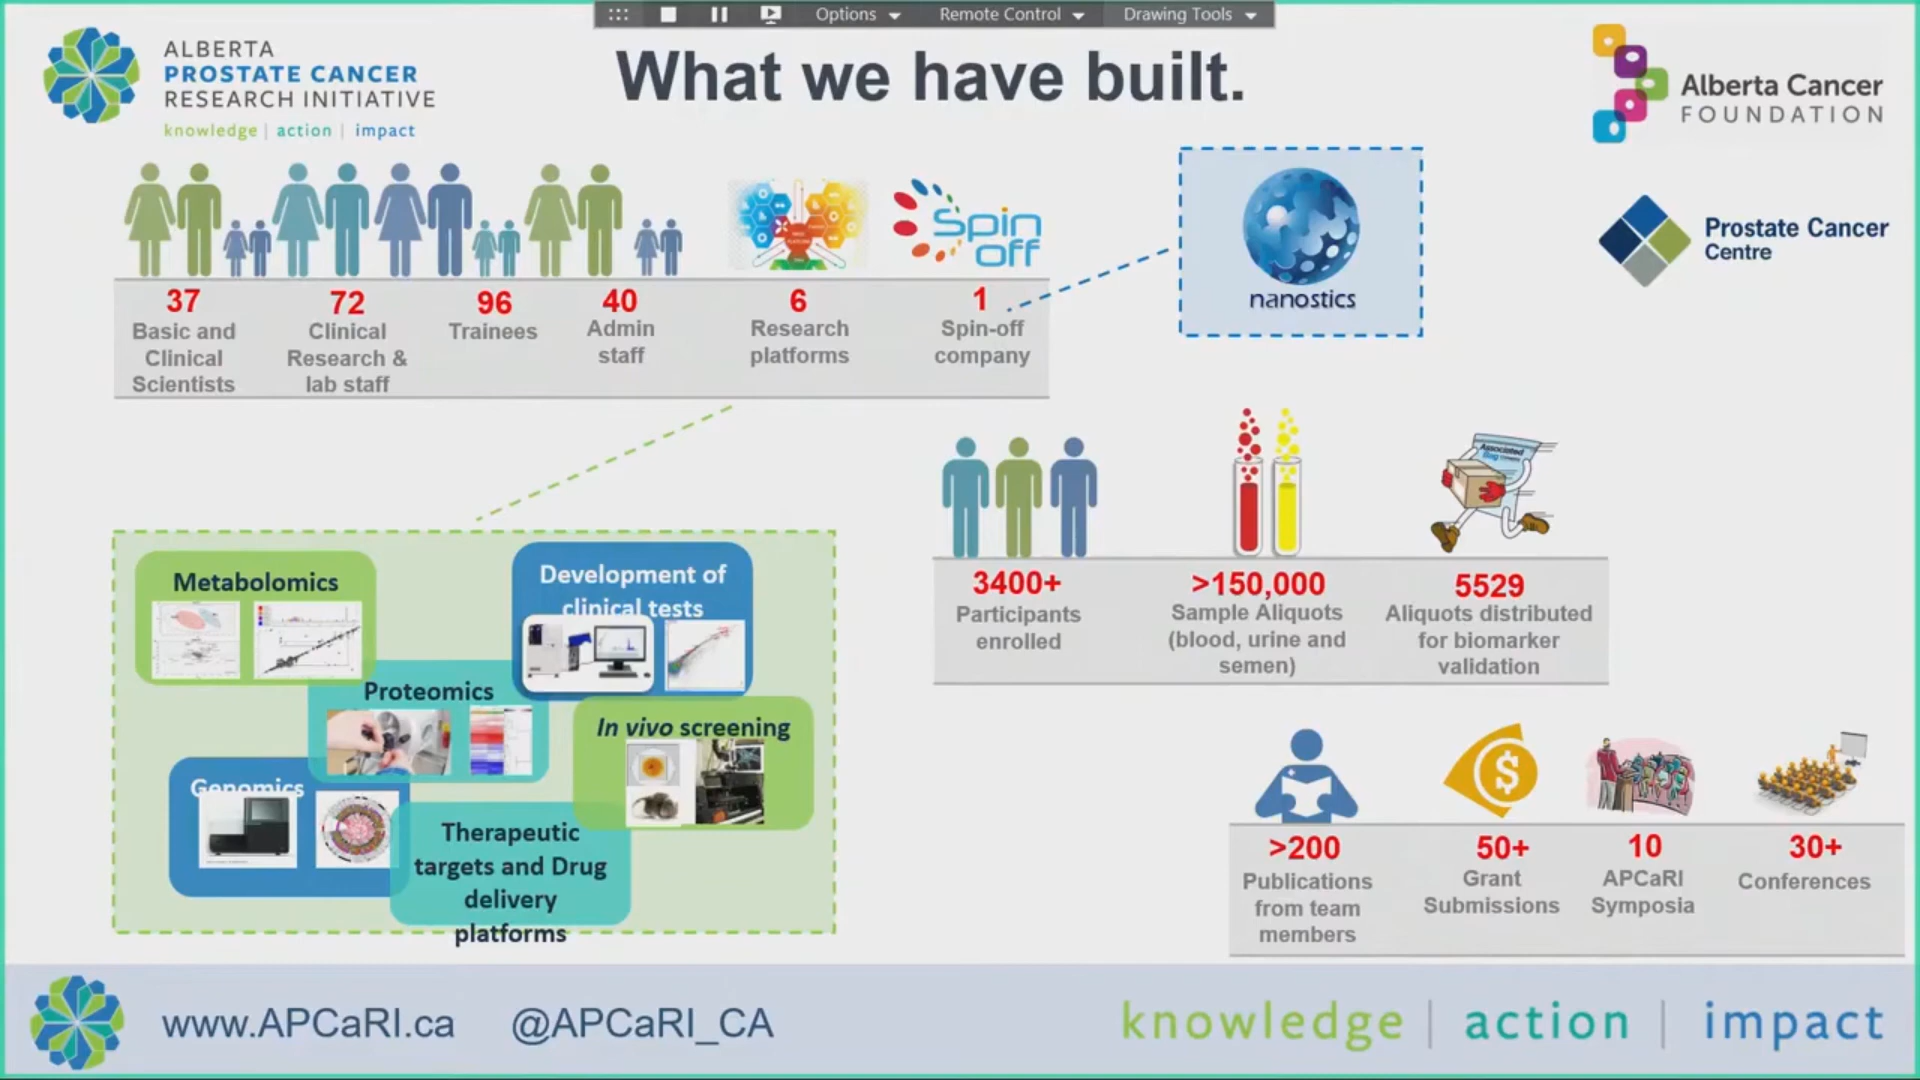 Options
Remote Control
Drawing Tools
ALBERTA
PROSTATE CANCER
RESEARCH INITIATIVE
knowledge | action | impact
What we have built.
Alberta Cancer
FOUNDATION
Prostate Cancer
Centre
Spin
off
nanostics
37
Basic and
Clinical
Scientists
72
Clinical
Research &
lab staff
96
Trainees
40
Admin
staff
6
Research
platforms
1
Spin-off
company
Associated
Bag
3400+
Participants
enrolled
>150,000
Sample Aliquots
(blood, urine and
semen)
5529
Aliquots distributed
for biomarker
validation
Metabolomics
Development of
clinical tests
Proteomics
In vivo screening
Genomics
Therapeutic
targets and Drug
delivery
platforms
>200
Publications
from team
members
50+
Grant
Submissions
10
APCaRI
Symposia
30+
Conferences
www.APCaRI.ca
@APCaRI_CA
knowledge | action | impact